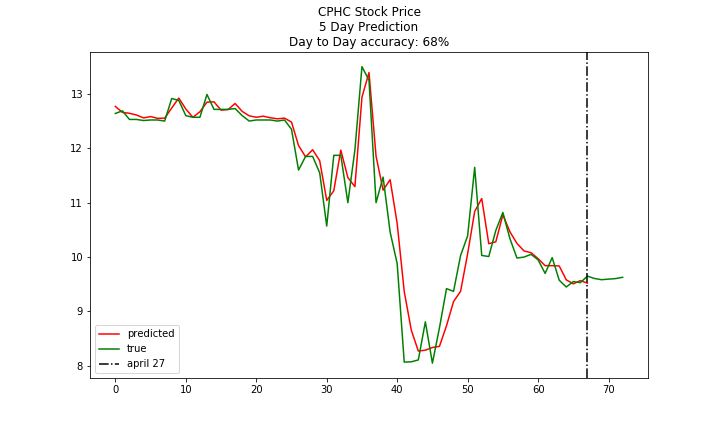 CPHC Stock Price
5 Day Prediction
Day to Day accuracy: 68%
13
12
11
10
9
8
predicted
true
april 27
0 10 20 30 40 50 60 70